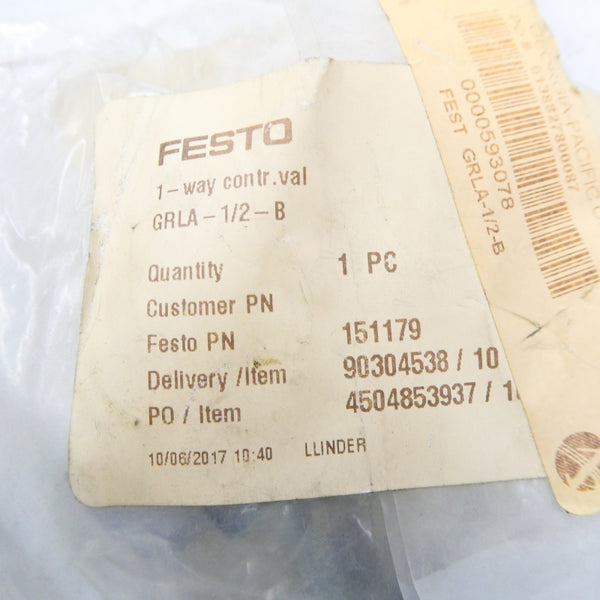 FESTO
1-way contr.val
GRLA-1/2-B
Quantity 1 PC
Customer PN
Festo PN 151179
Delivery /Item 90304538 / 10
PO / Item 4504853937 /
10/06/2017 10:40 LLINDER
PACIFIC
0000593078
FEST GRLA-1/2-B